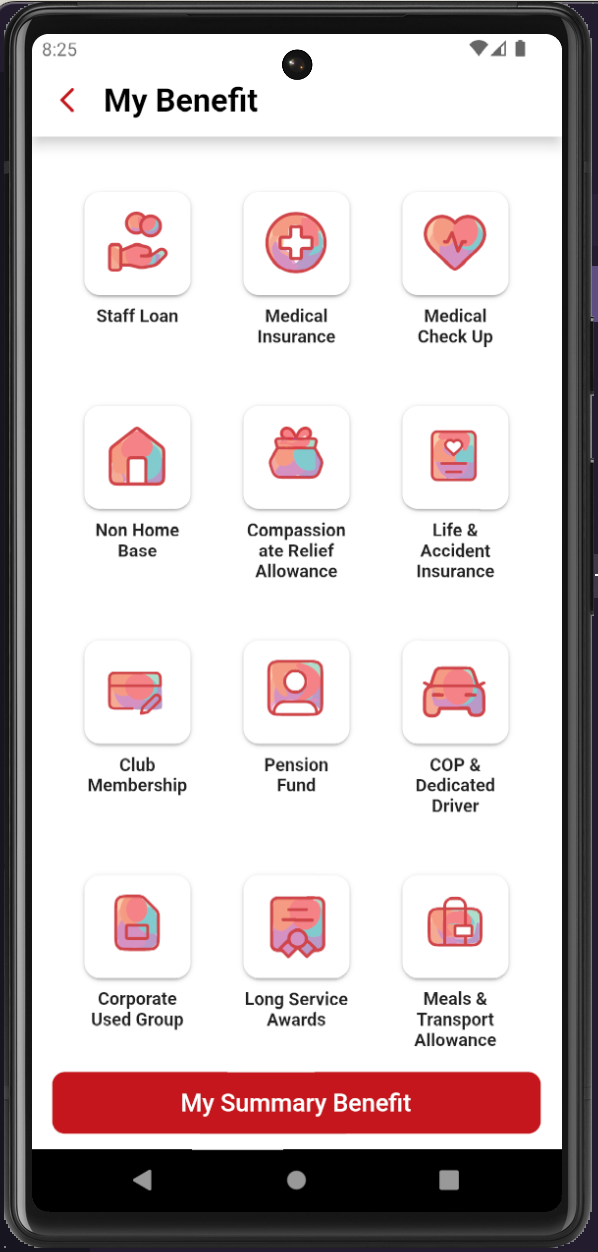 8:25
My Benefit
Staff Loan
Medical
Insurance
Medical
Check Up
Non Home
Base
Compassion
ate Relief
Allowance
Life &
Accident
Insurance
Club
Membership
Pension
Fund
COP &
Dedicated
Driver
Corporate
Used Group
Long Service
Awards
Meals &
Transport
Allowance
My Summary Benefit